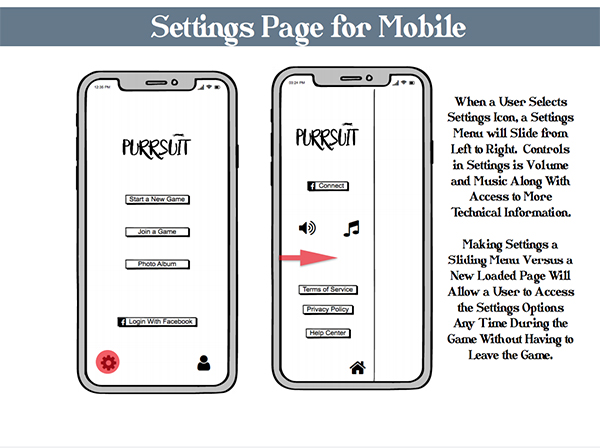 Settings Page for Mobile
12:35 PM
PURRSUIT
Start a New Game
Join a Game
Photo Album
f Login With Facebook
PURRSUIT
f Connect
Terms of Service
Privacy Policy
Help Center
When a User Selects
Settings Icon, a Settings
Menu will Slide from
Left to Right. Controls
in Settings is Volume
and Music Along With
Access to More
Technical Information.
Making Settings a
Sliding Menu Versus a
New Loaded Page Will
Allow a User to Access
the Settings Options
Any Time During the
Game Without Having to
Leave the Game.